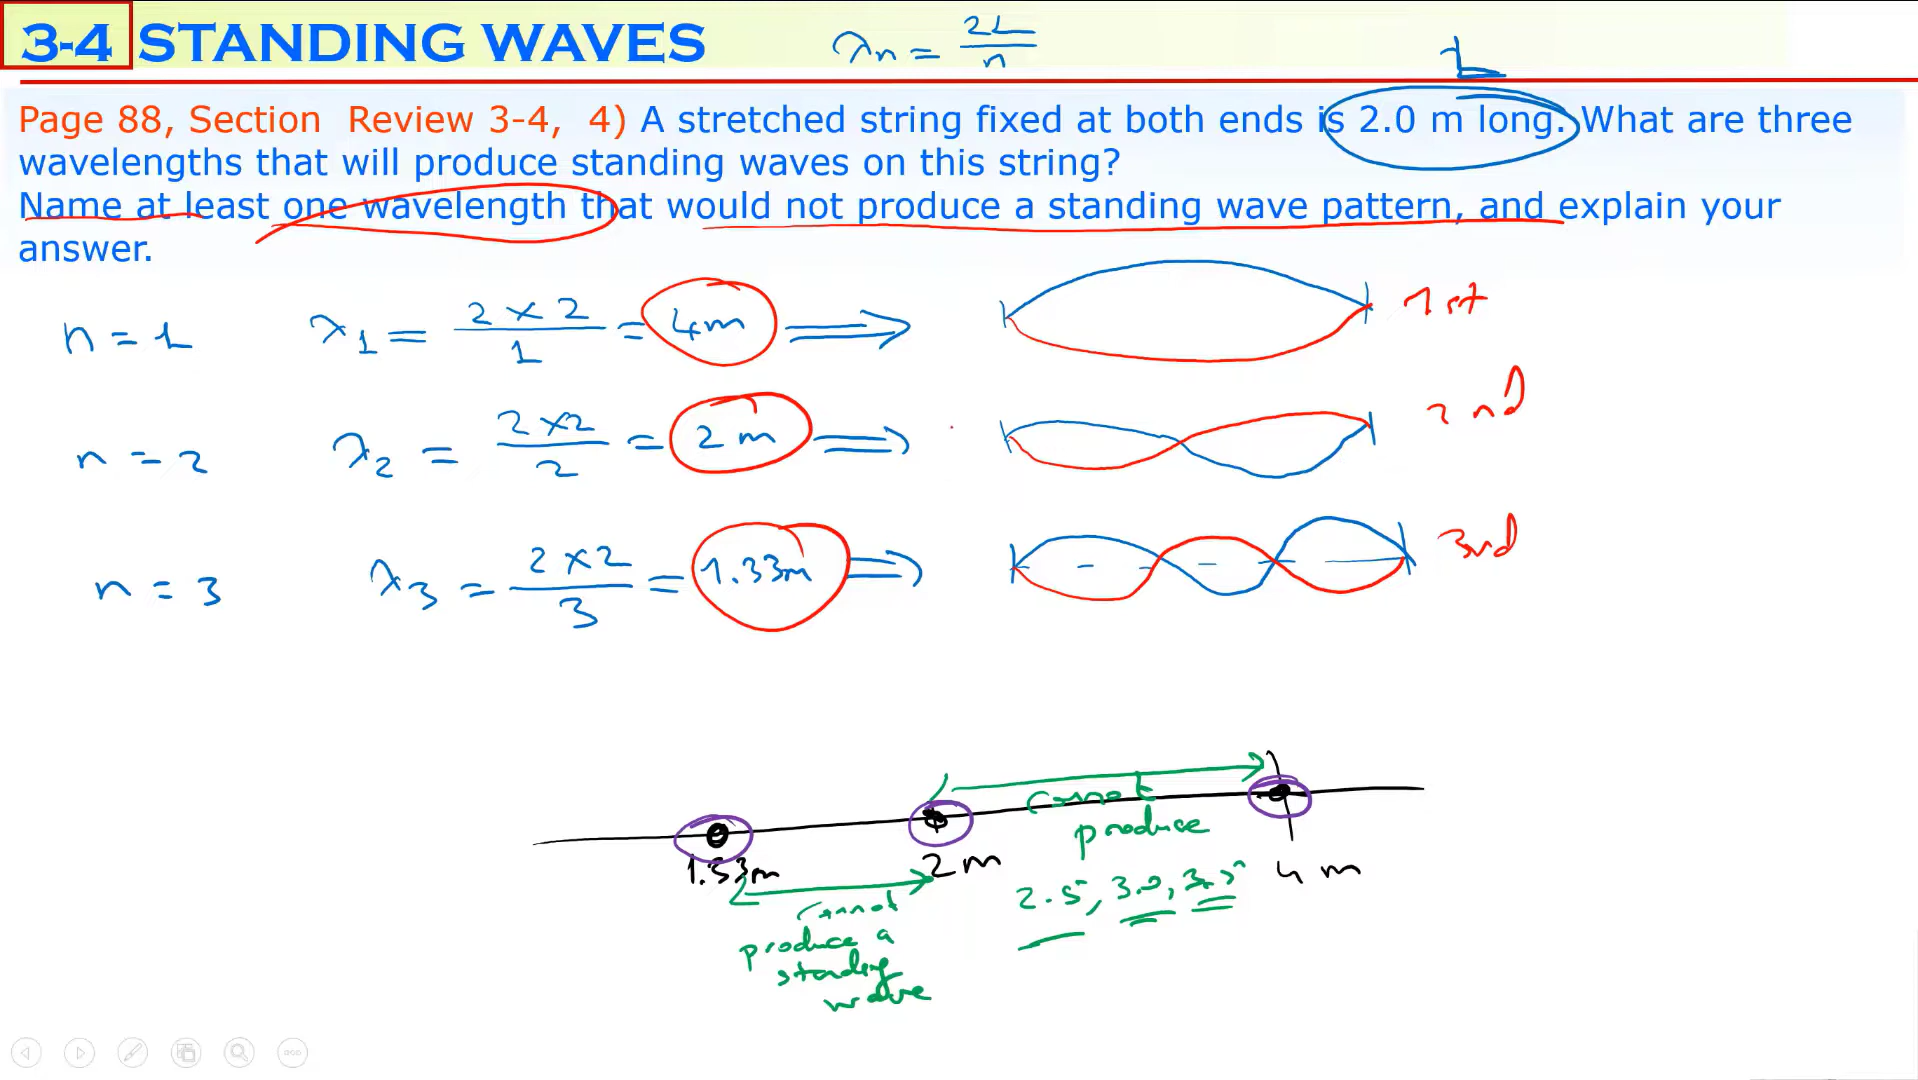 3-4 STANDING WAVES
λn = 2L/n
L
Page 88, Section Review 3-4, 4) A stretched string fixed at both ends is 2.0 m long. What are three
wavelengths that will produce standing waves on this string?
Name at least one wavelength that would not produce a standing wave pattern, and explain your
answer.
n = 1 λ1 = 2 × 2 / 1 = 4m ⟹ 1st
n = 2 λ2 = 2 × 2 / 2 = 2 m ⟹ 2nd
n = 3 λ3 = 2 × 2 / 3 = 1.33m ⟹ 3rd
cannot
produce
1.33m 2 m 4 m
2.5, 3.0, 3.5
cannot
produce a
standing
wave